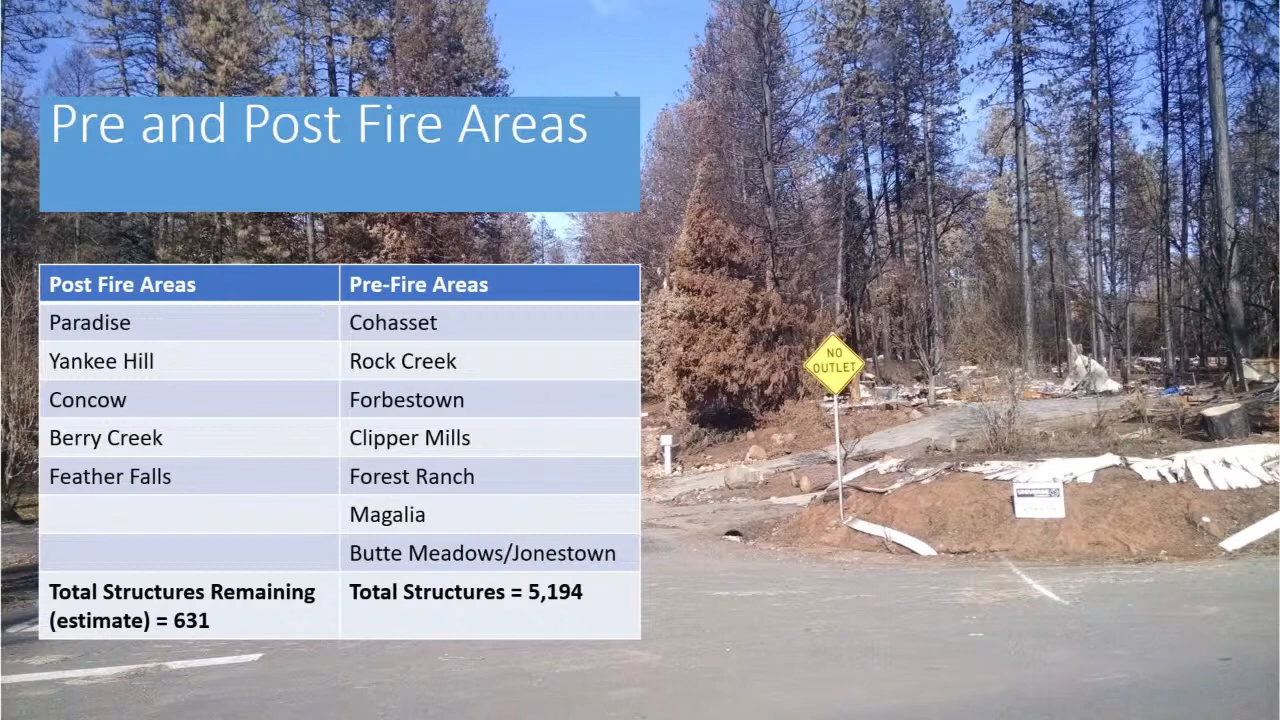 Pre and Post Fire Areas
Post Fire Areas Pre-Fire Areas
Paradise Cohasset
Yankee Hill Rock Creek
Concow Forbestown
Berry Creek Clipper Mills
Feather Falls Forest Ranch
Magalia
Butte Meadows/Jonestown
Total Structures Remaining Total Structures = 5,194
(estimate) = 631
NO
OUTLET